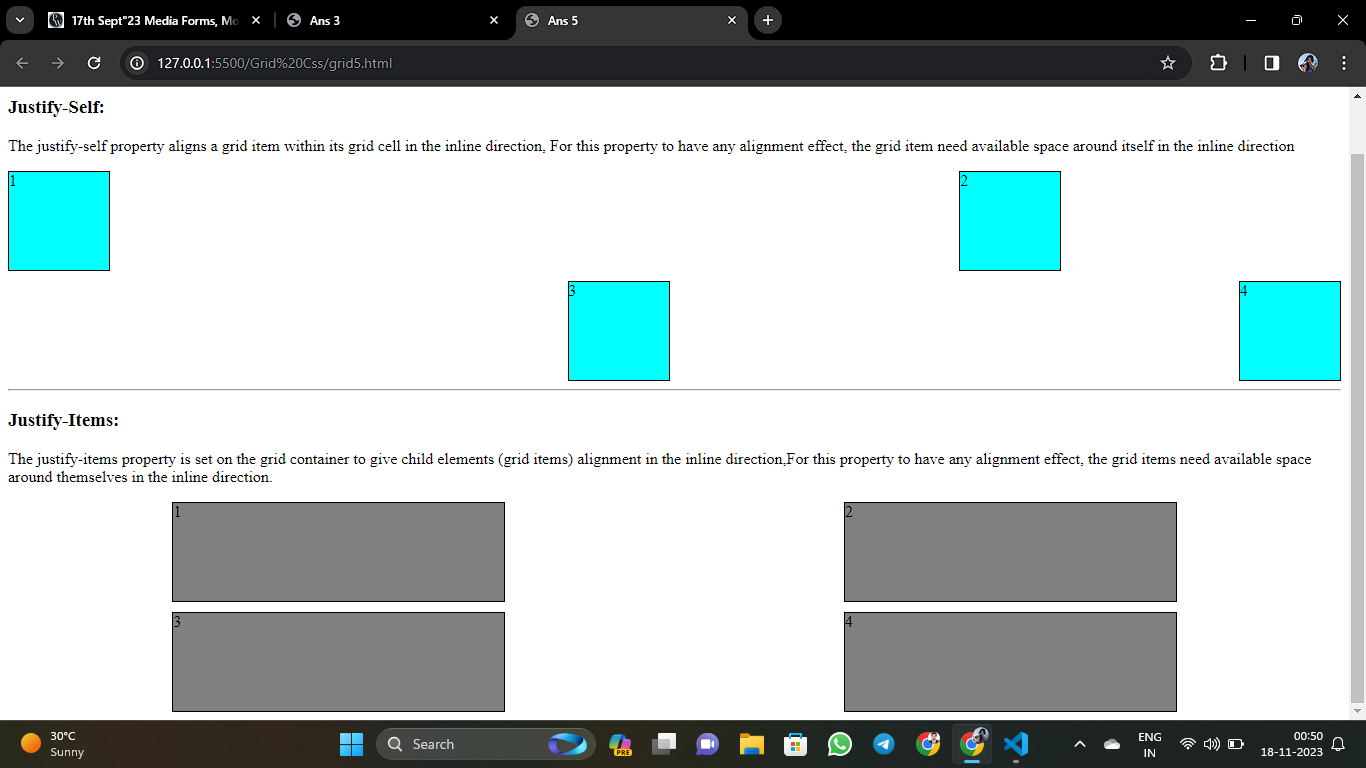 17th Sept"23 Media Forms, Mo
Ans 3
Ans 5
127.0.0.1:5500/Grid%20Css/grid5.html
Justify-Self:
The justify-self property aligns a grid item within its grid cell in the inline direction, For this property to have any alignment effect, the grid item need available space around itself in the inline direction
1
2
3
4
Justify-Items:
The justify-items property is set on the grid container to give child elements (grid items) alignment in the inline direction,For this property to have any alignment effect, the grid items need available space
around themselves in the inline direction.
1
2
3
4
30°C
Sunny
Search
PRE
ENG
IN
00:50
18-11-2023